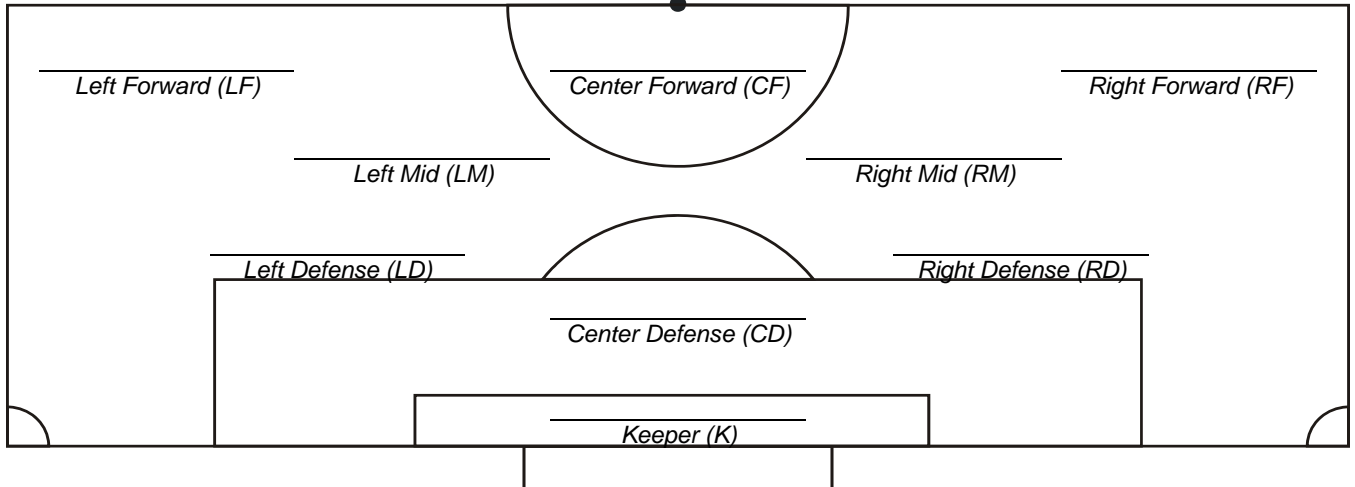 Left Forward (LF)
Center Forward (CF)
Right Forward (RF)
Left Mid (LM)
Right Mid (RM)
Left Defense (LD)
Right Defense (RD)
Center Defense (CD)
Keeper (K)